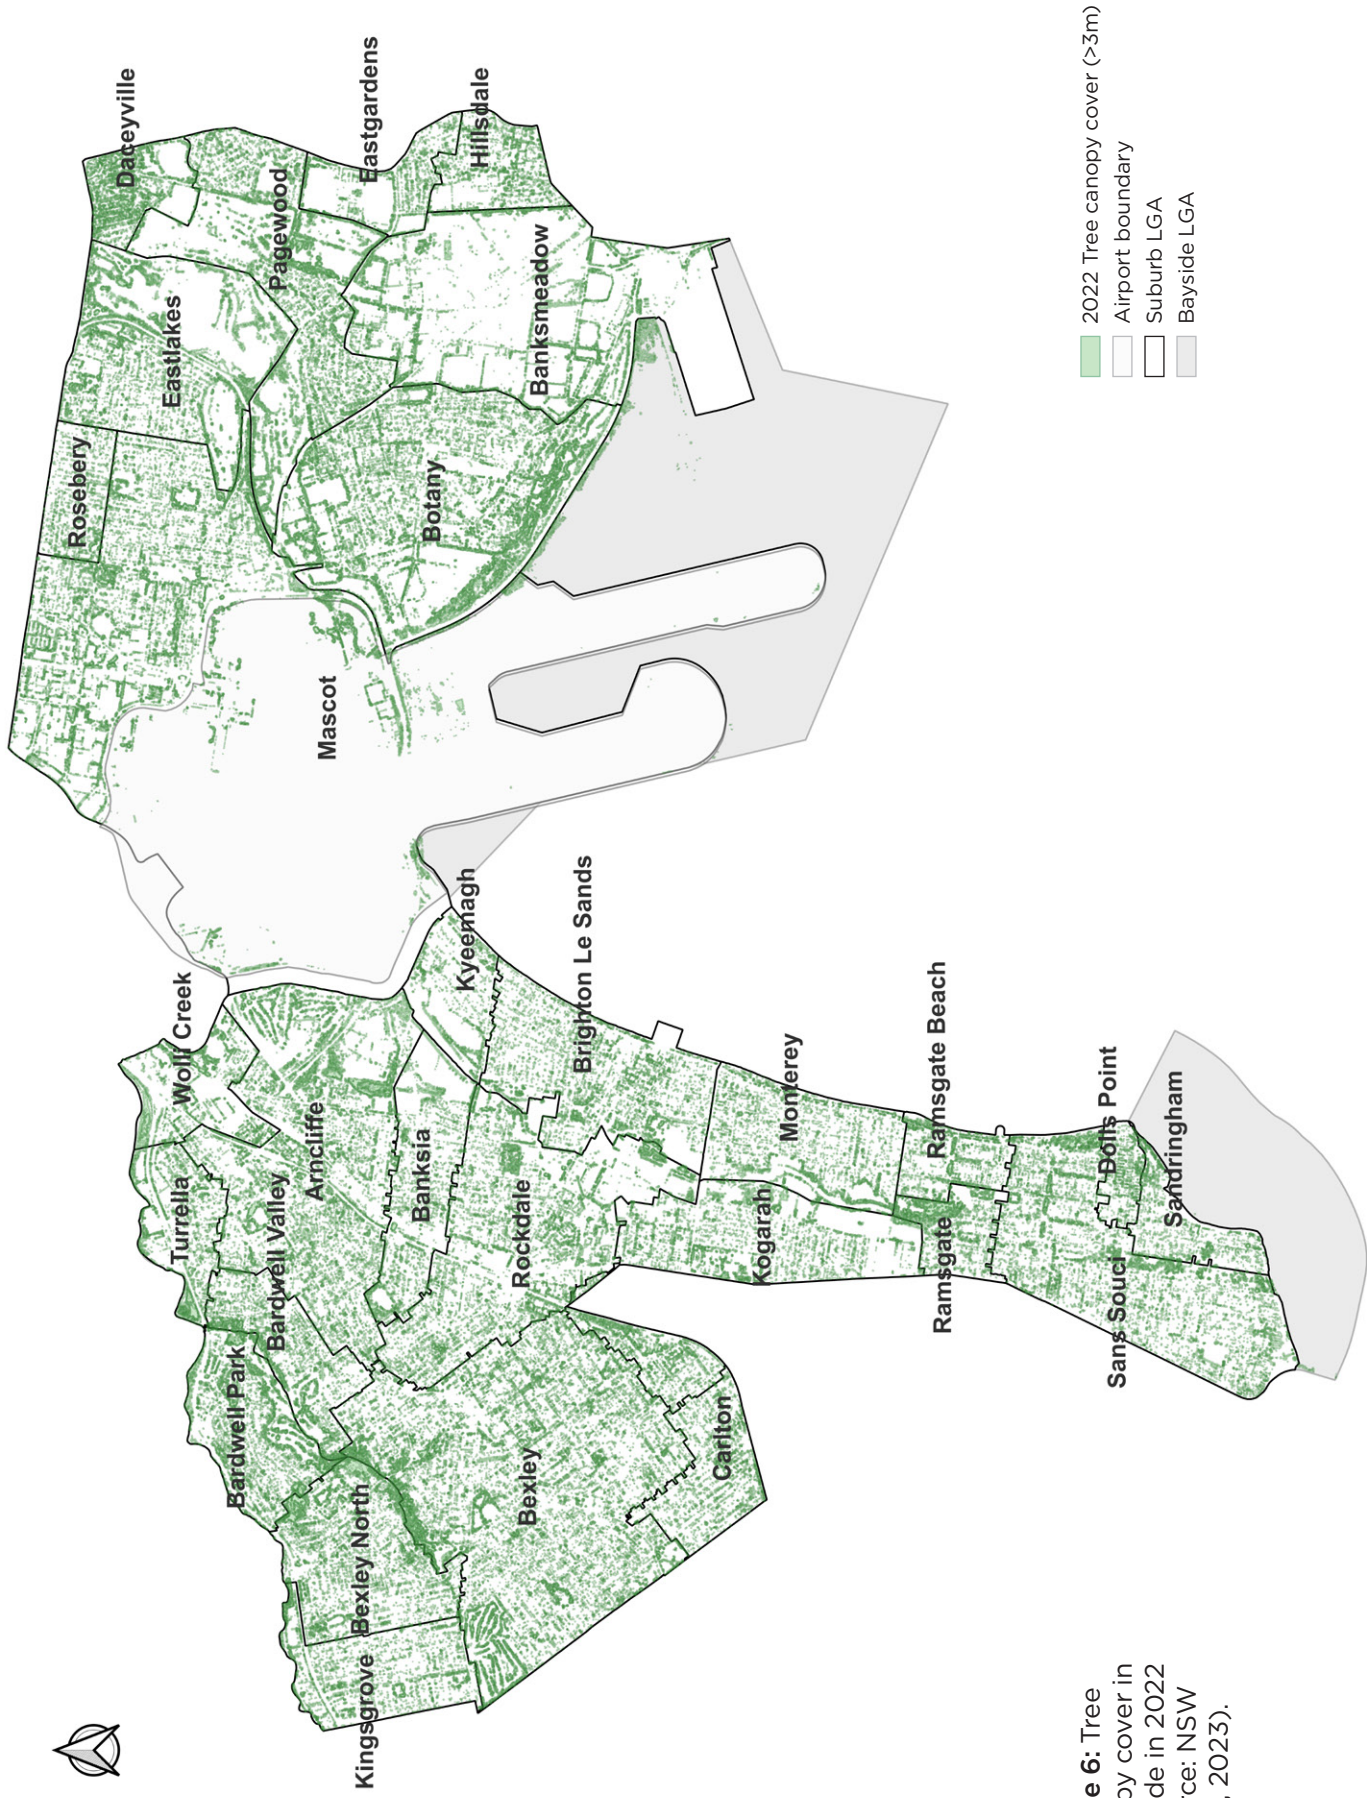 Daceyville
Eastgardens
Hillsdale
Pagewood
Eastlakes
Banksmeadow
Rosebery
Botany
Mascot
Kyeemagh
Brighton Le Sands
Wolli Creek
Arncliffe
Banksia
Turrella
Bardwell Valley
Rockdale
Monterey
Ramsgate Beach
Dolls Point
Sandringham
Kogarah
Ramsgate
Sans Souci
Bardwell Park
Bexley
Carlton
Bexley North
Kingsgrove
2022 Tree canopy cover (>3m)
Airport boundary
Suburb LGA
Bayside LGA
6: Tree
cover in
in 2022
NSW
2023).